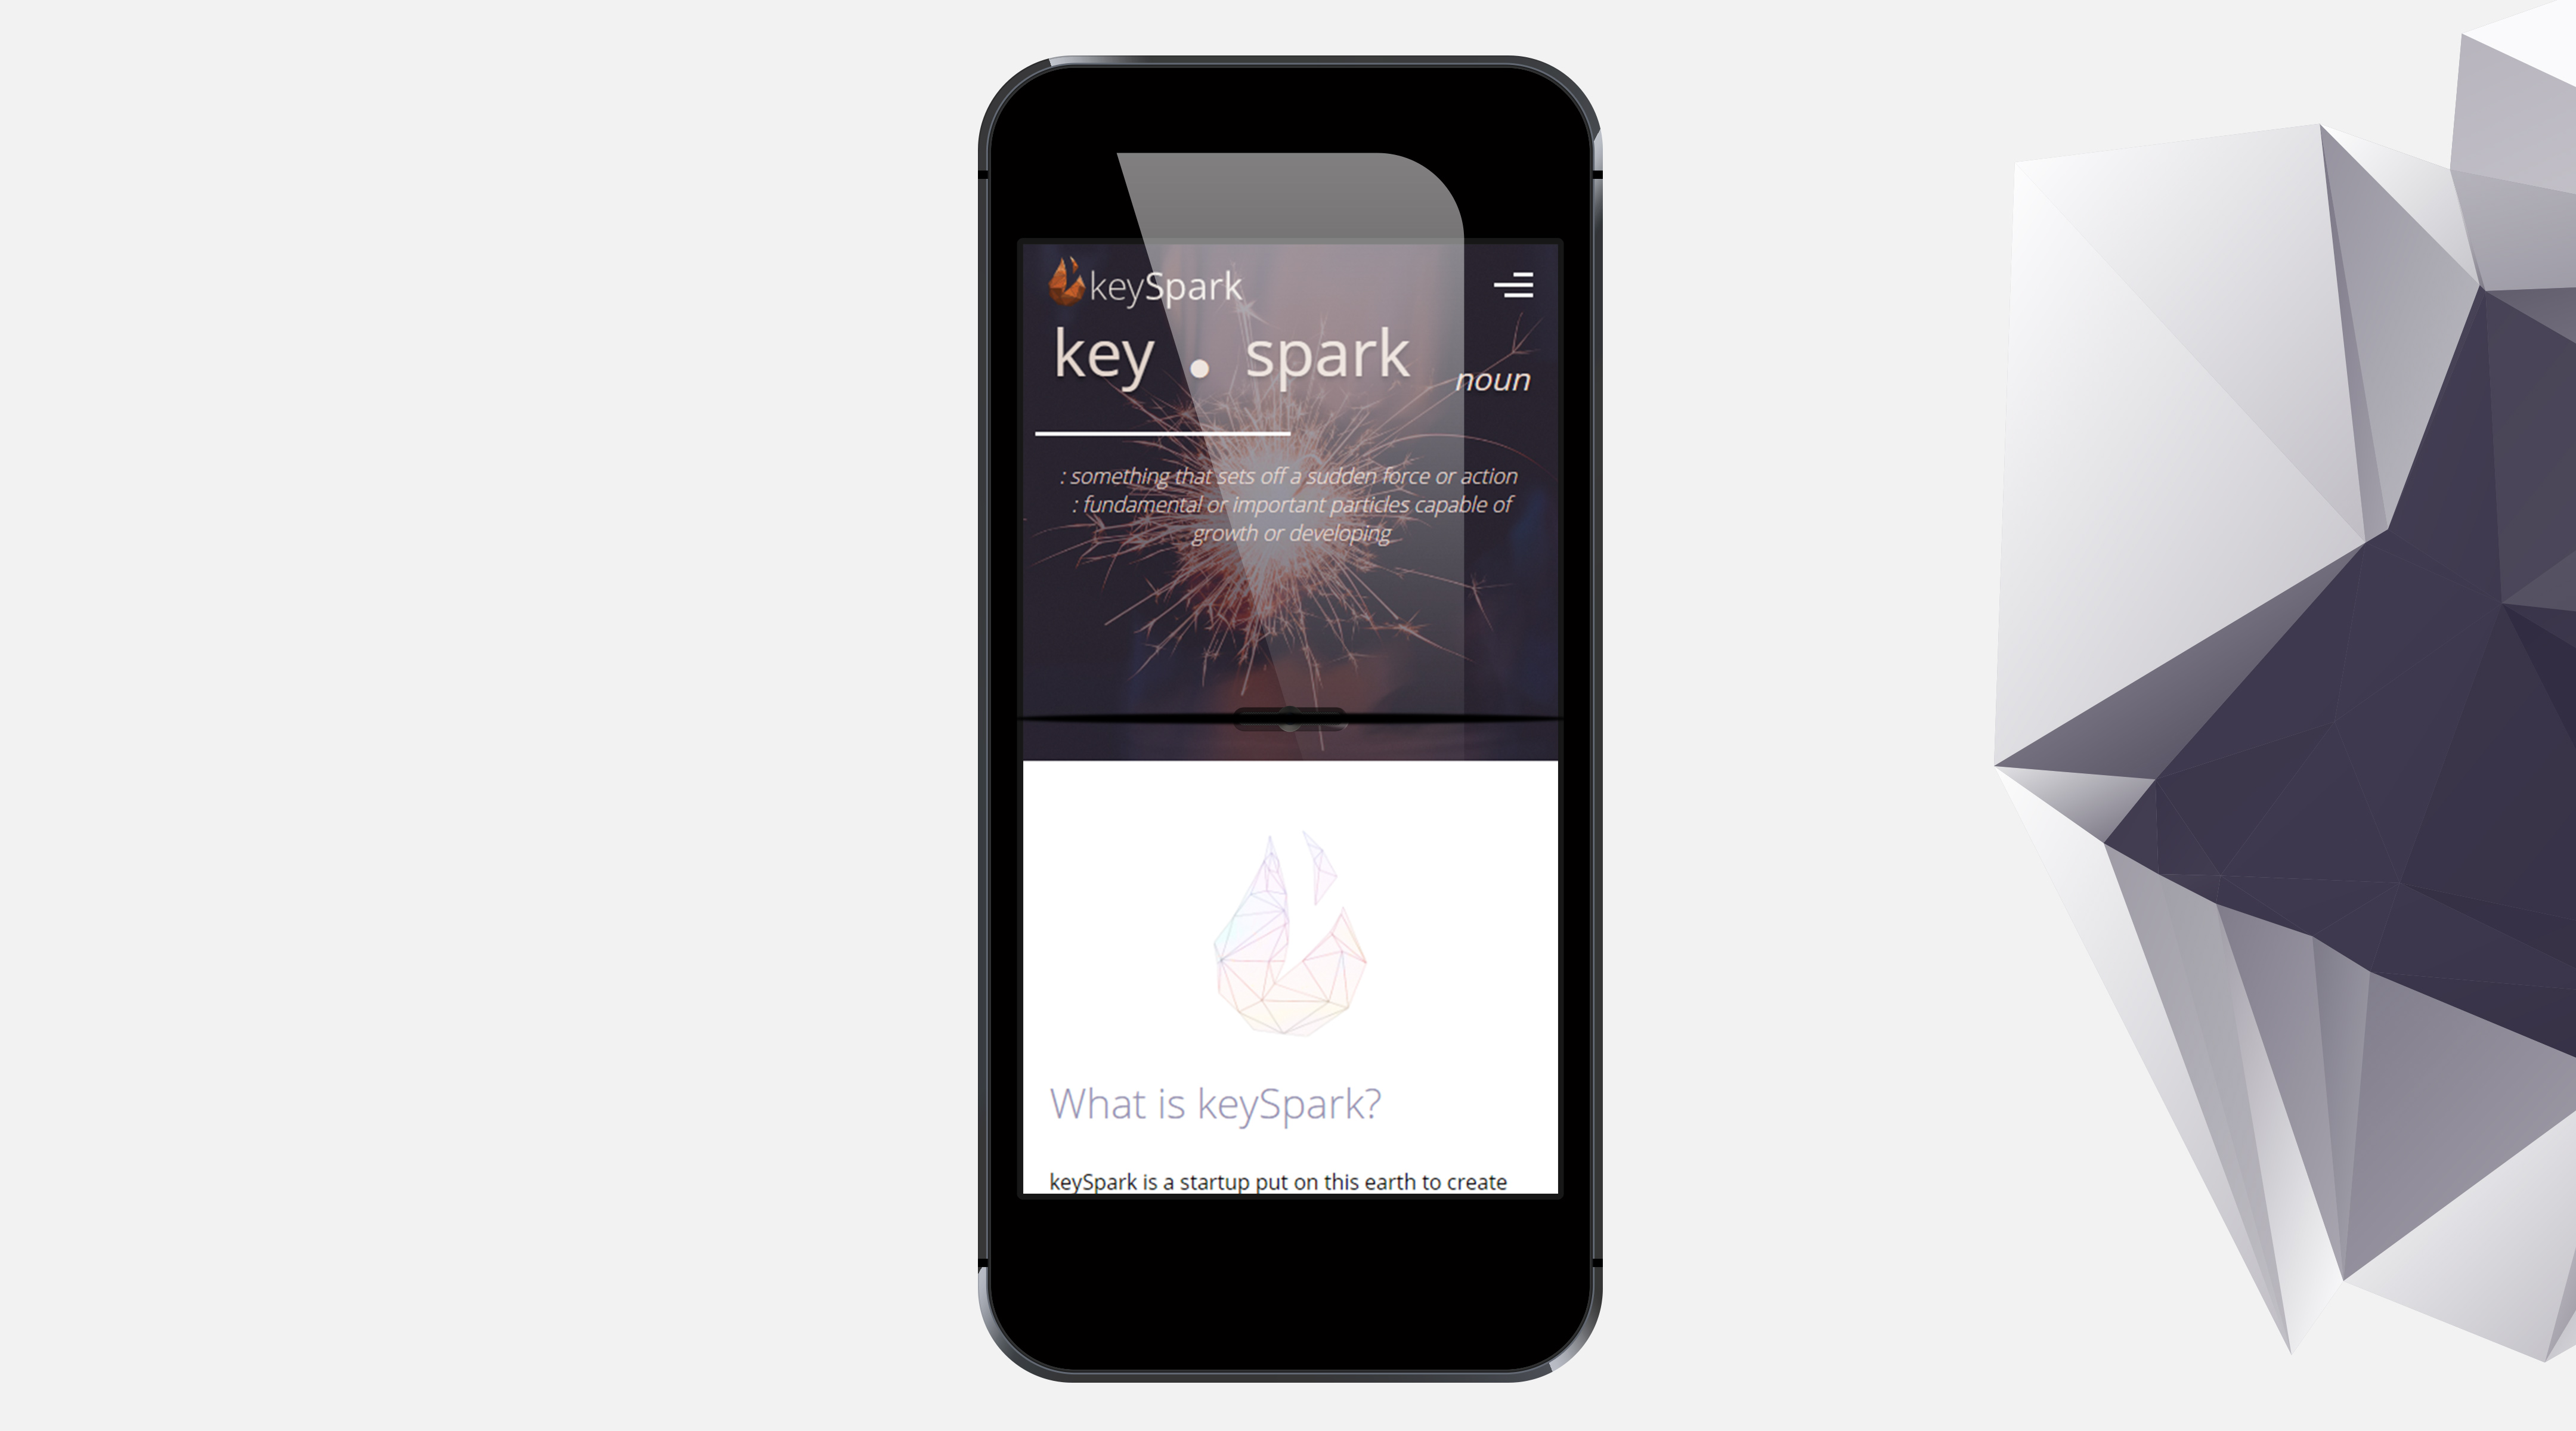 keySpark
key • spark noun
: something that sets off a sudden force or action
: fundamental or important particles capable of
growth or developing
What is keySpark?
keySpark is a startup put on this earth to create